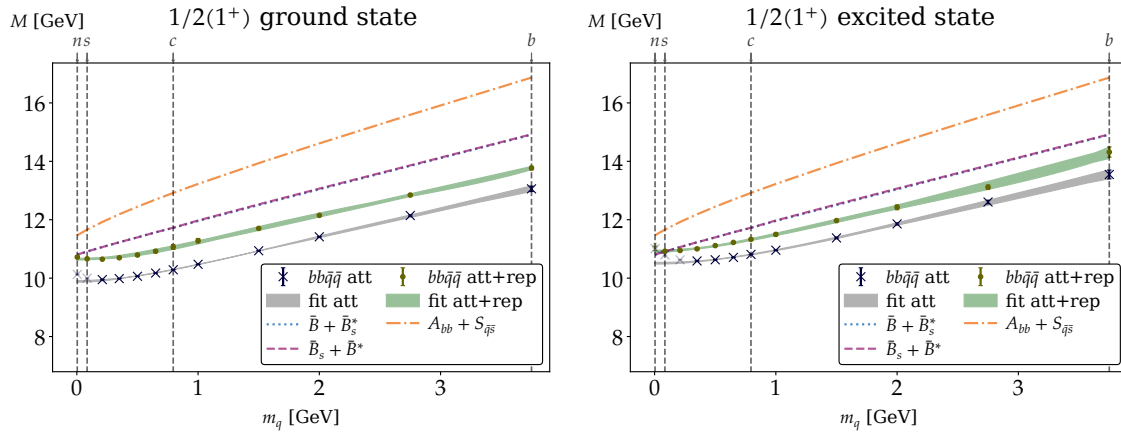 1/2(1⁺) ground state
M [GeV]
n s c b
16
14
12
10
8
bbq̄q̄ att
fit att
B̄ + B̄*ₛ
B̄ₛ + B̄*
bbq̄q̄ att+rep
fit att+rep
A_bb + S_q̄s̄
0 1 2 3
m_q [GeV]
1/2(1⁺) excited state
M [GeV]
n s c b
16
14
12
10
8
bbq̄q̄ att
fit att
B̄ + B̄*ₛ
B̄ₛ + B̄*
bbq̄q̄ att+rep
fit att+rep
A_bb + S_q̄s̄
0 1 2 3
m_q [GeV]